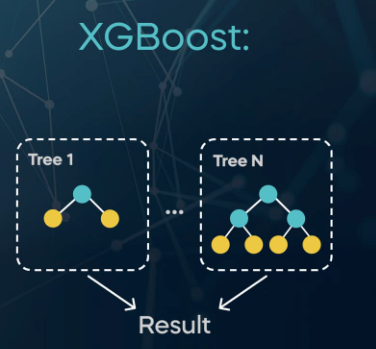 XGBoost:
Tree 1
...
Tree N
Result